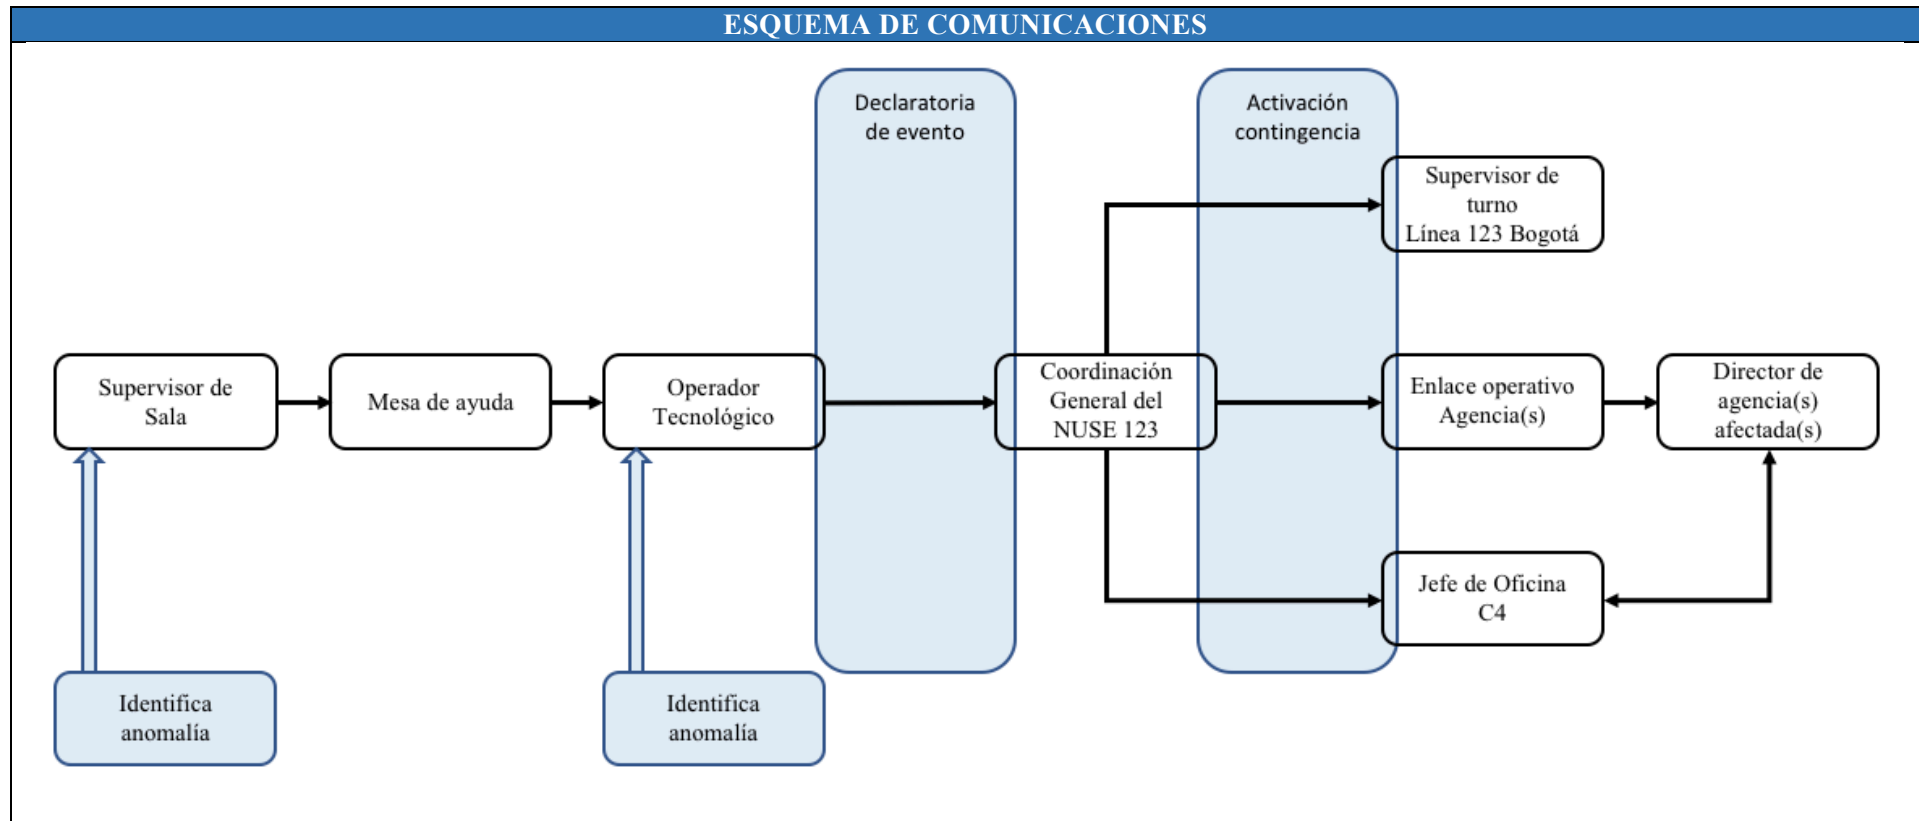 ESQUEMA DE COMUNICACIONES
Declaratoria
de evento
Activación
contingencia
Supervisor de
turno
Línea 123 Bogotá
Supervisor de
Sala
Mesa de ayuda
Operador
Tecnológico
Coordinación
General del
NUSE 123
Enlace operativo
Agencia(s)
Director de
agencia(s)
afectada(s)
Jefe de Oficina
C4
Identifica
anomalía
Identifica
anomalía